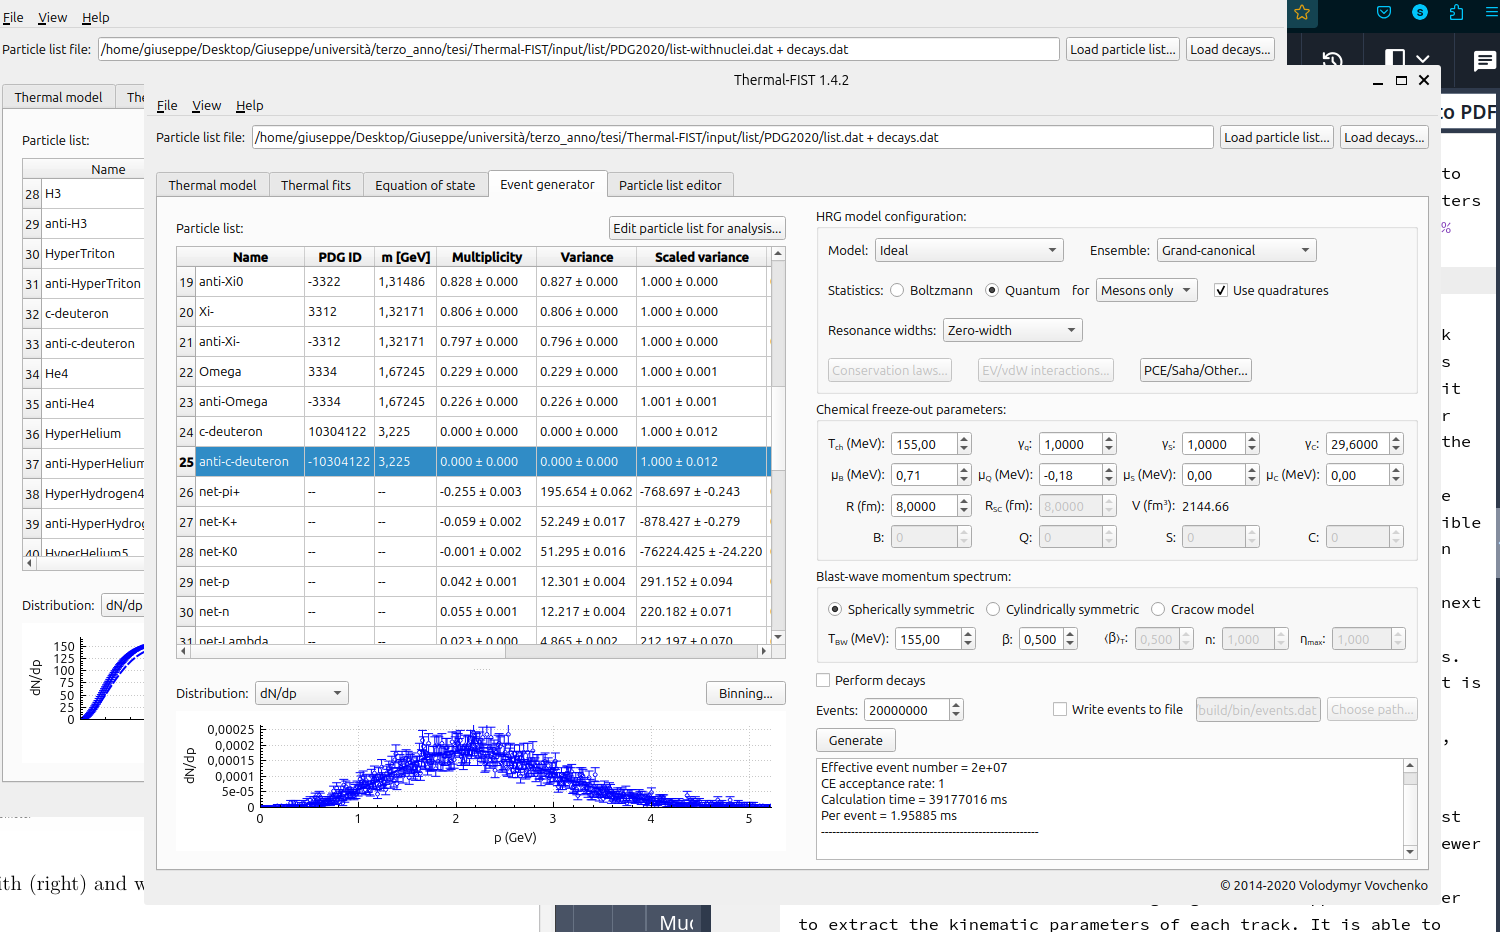 File View Help
Particle list file: /home/giuseppe/Desktop/Giuseppe/università/terzo_anno/tesi/Thermal-FIST/input/list/PDG2020/list-withnuclei.dat + decays.dat Load particle list... Load decays...
Thermal model
Particle list:
Name
28 H3
29 anti-H3
30 HyperTriton
31 anti-HyperTriton
32 c-deuteron
33 anti-c-deuteron
34 He4
35 anti-He4
36 HyperHelium
37 anti-HyperHelium
38 HyperHydrogen4
39 anti-HyperHydrog
40 HyperHelium5
Distribution: dN/dp
dN/dp
150
125
100
75
50
25
0
ith (right) and w
Thermal-FIST 1.4.2
File View Help
Particle list file: /home/giuseppe/Desktop/Giuseppe/università/terzo_anno/tesi/Thermal-FIST/input/list/PDG2020/list.dat + decays.dat Load particle list... Load decays...
Thermal model Thermal fits Equation of state Event generator Particle list editor
Particle list: Edit particle list for analysis...
Name PDG ID m [GeV] Multiplicity Variance Scaled variance
19 anti-Xi0 -3322 1,31486 0.828 ± 0.000 0.827 ± 0.000 1.000 ± 0.000
20 Xi- 3312 1,32171 0.806 ± 0.000 0.806 ± 0.000 1.000 ± 0.000
21 anti-Xi- -3312 1,32171 0.797 ± 0.000 0.796 ± 0.000 1.000 ± 0.000
22 Omega 3334 1,67245 0.229 ± 0.000 0.229 ± 0.000 1.000 ± 0.001
23 anti-Omega -3334 1,67245 0.226 ± 0.000 0.226 ± 0.000 1.001 ± 0.001
24 c-deuteron 10304122 3,225 0.000 ± 0.000 0.000 ± 0.000 1.000 ± 0.012
25 anti-c-deuteron -10304122 3,225 0.000 ± 0.000 0.000 ± 0.000 1.000 ± 0.012
26 net-pi+ -- -- -0.255 ± 0.003 195.654 ± 0.062 -768.697 ± -0.243
27 net-K+ -- -- -0.059 ± 0.002 52.249 ± 0.017 -878.427 ± -0.279
28 net-K0 -- -- -0.001 ± 0.002 51.295 ± 0.016 -76224.425 ± -24.220
29 net-p -- -- 0.042 ± 0.001 12.301 ± 0.004 291.152 ± 0.094
30 net-n -- -- 0.055 ± 0.001 12.217 ± 0.004 220.182 ± 0.071
31 net-Lambda 0.023 ± 0.000 4.865 ± 0.002 212.197 ± 0.070
Distribution: dN/dp Binning...
dN/dp
0,00025
0,0002
0,00015
0,0001
5e-05
0
0 1 2 3 4 5
p (GeV)
HRG model configuration:
Model: Ideal Ensemble: Grand-canonical
Statistics: Boltzmann Quantum for Mesons only Use quadratures
Resonance widths: Zero-width
Conservation laws... EV/vdW interactions... PCE/Saha/Other...
Chemical freeze-out parameters:
Tch (MeV): 155,00 γq: 1,0000 γS: 1,0000 γC: 29,6000
μB (MeV): 0,71 μQ (MeV): -0,18 μS (MeV): 0,00 μC (MeV): 0,00
R (fm): 8,0000 RSC (fm): 8,0000 V (fm³): 2144.66
B: 0 Q: 0 S: 0 C: 0
Blast-wave momentum spectrum:
Spherically symmetric Cylindrically symmetric Cracow model
TBW (MeV): 155,00 β: 0,500 ⟨β⟩T: 0,500 n: 1,000 ηmax: 1,000
Perform decays
Events: 20000000 Write events to file build/bin/events.dat Choose path...
Generate
Effective event number = 2e+07
CE acceptance rate: 1
Calculation time = 39177016 ms
Per event = 1.95885 ms
------------------------------------------------------------
© 2014-2020 Volodymyr Vovchenko
S
to PDF
to
ters
%
k
s
it
r
the
e
ible
n
next
s.
t is
,
st
ewer
er
to extract the kinematic parameters of each track. It is able to